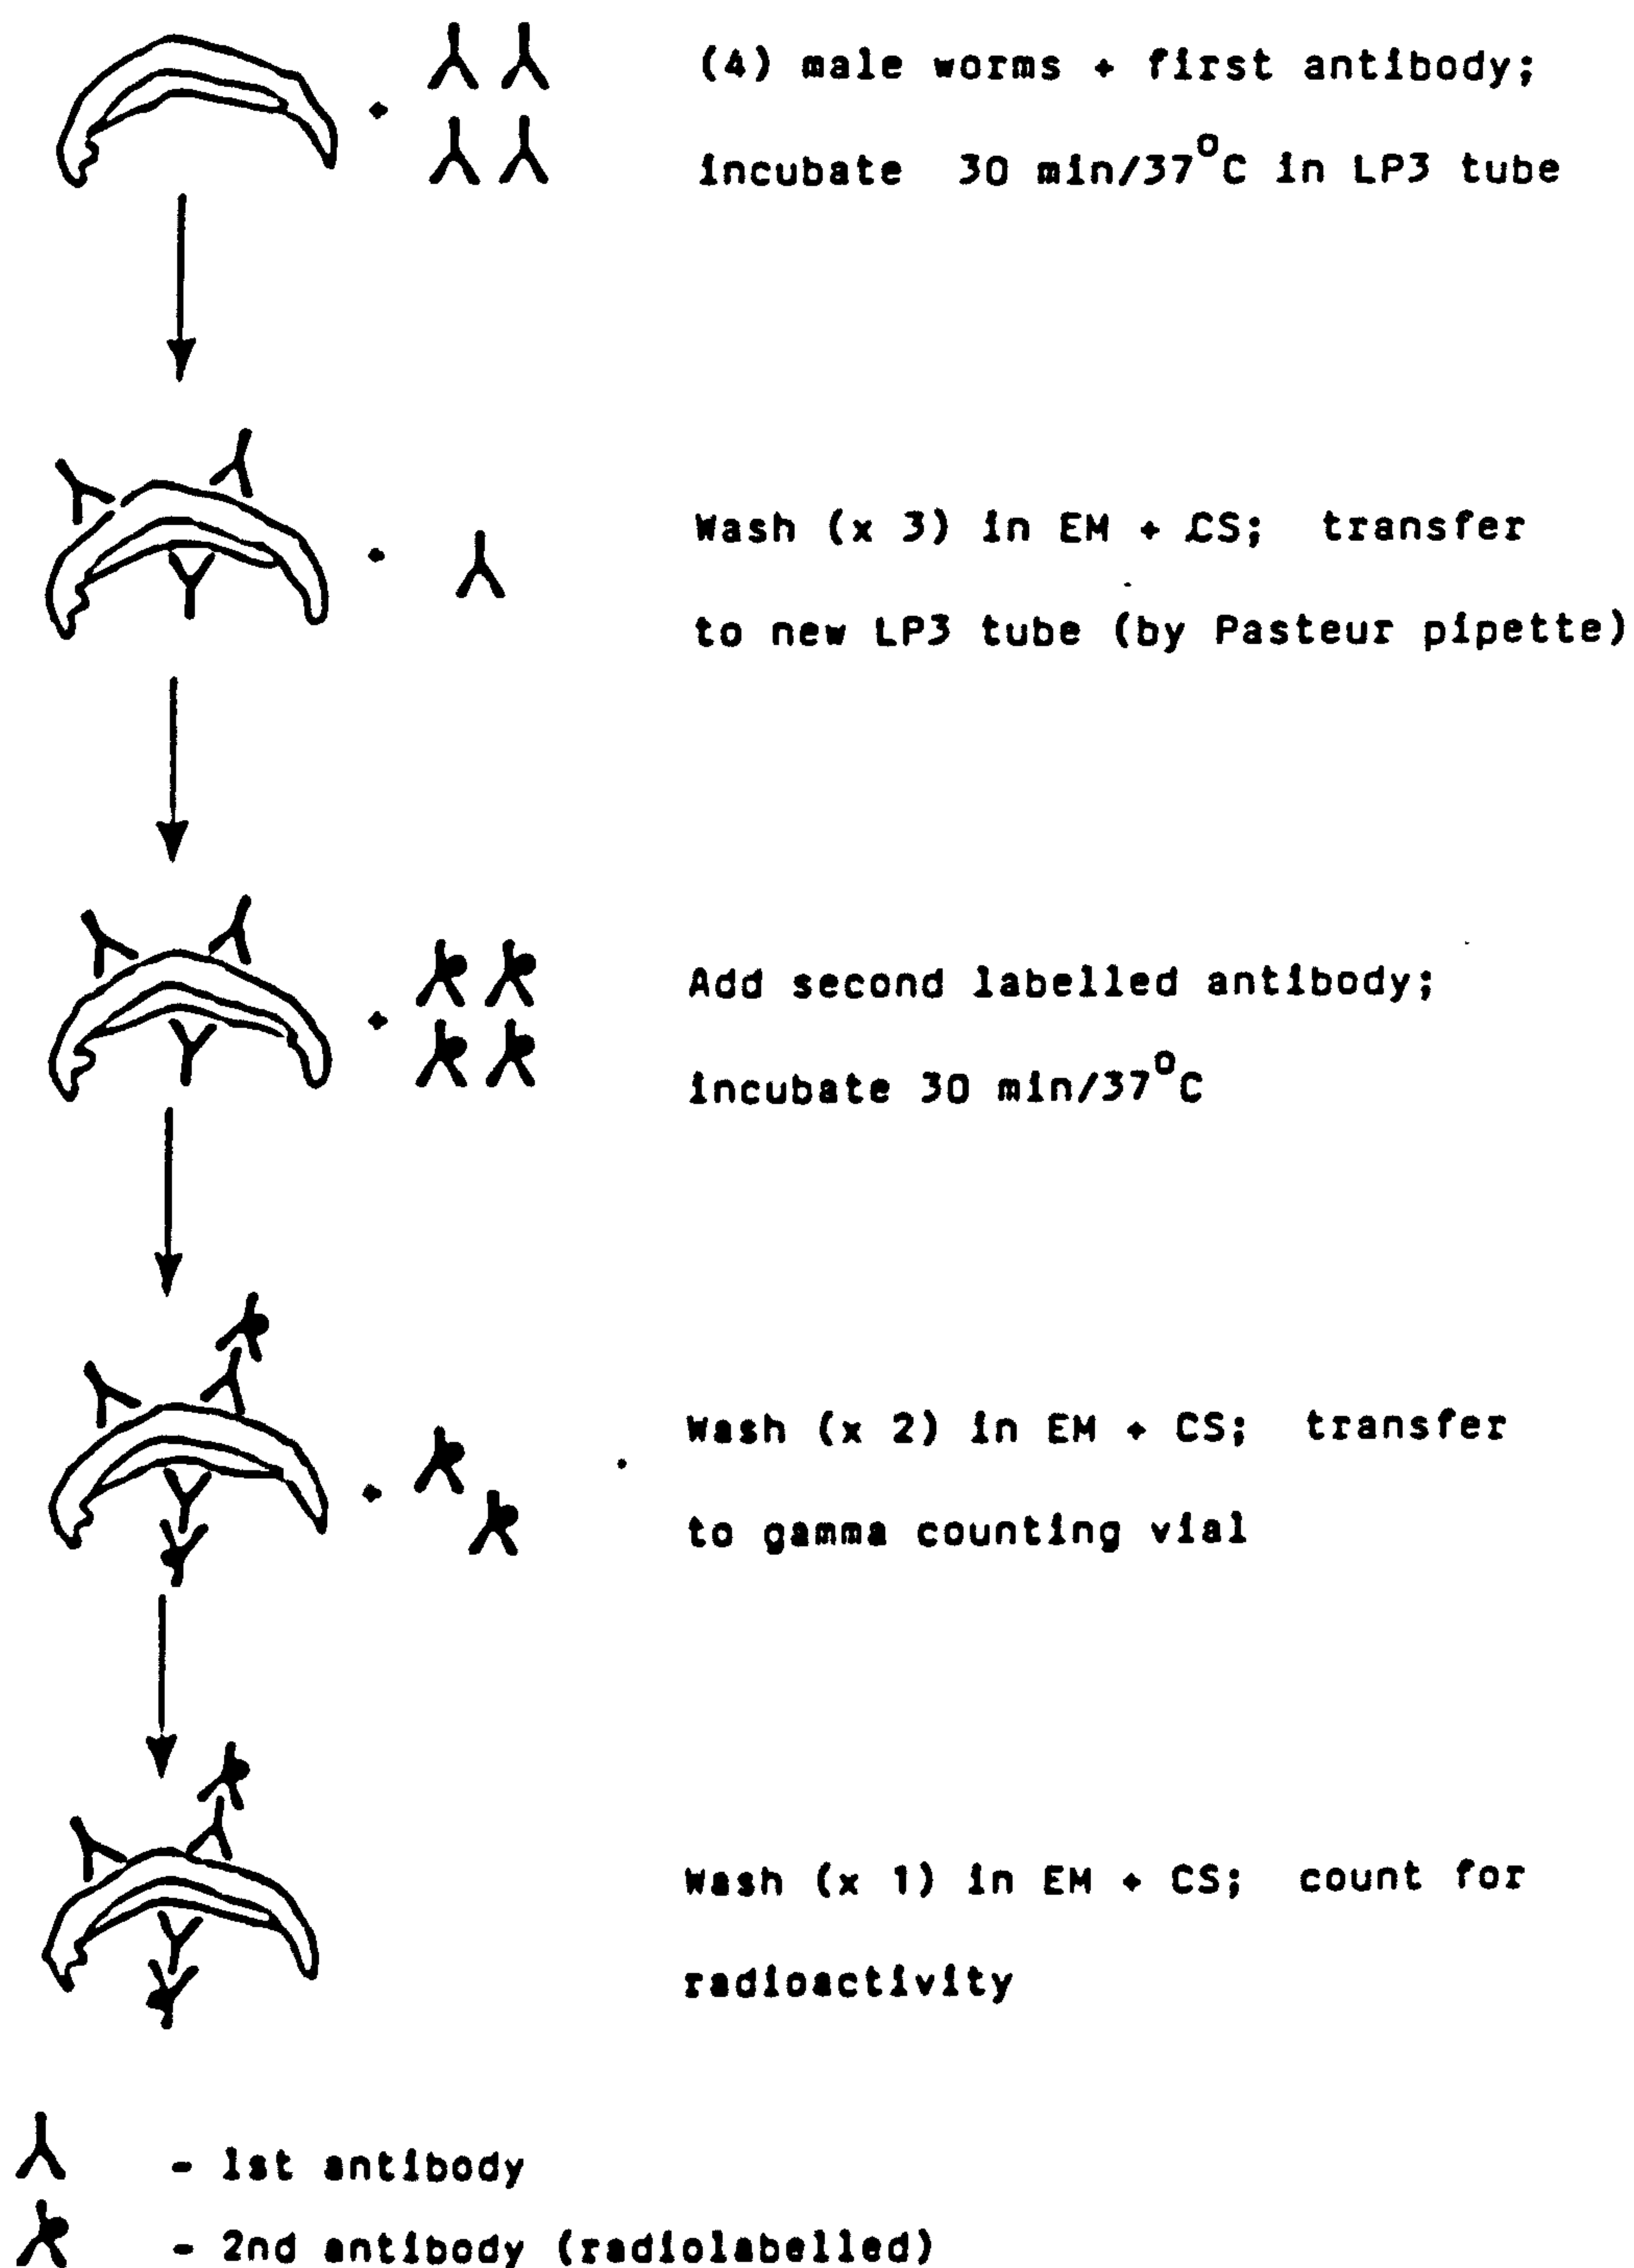 (4) male worms + first antibody;
incubate 30 min/37°C in LP3 tube
Wash (x 3) in EM + CS; transfer
to new LP3 tube (by Pasteur pipette)
Add second labelled antibody;
incubate 30 min/37°C
Wash (x 2) in EM + CS; transfer
to gamma counting vial
Wash (x 1) in EM + CS; count for
radioactivity
- 1st antibody
- 2nd antibody (radiolabelled)